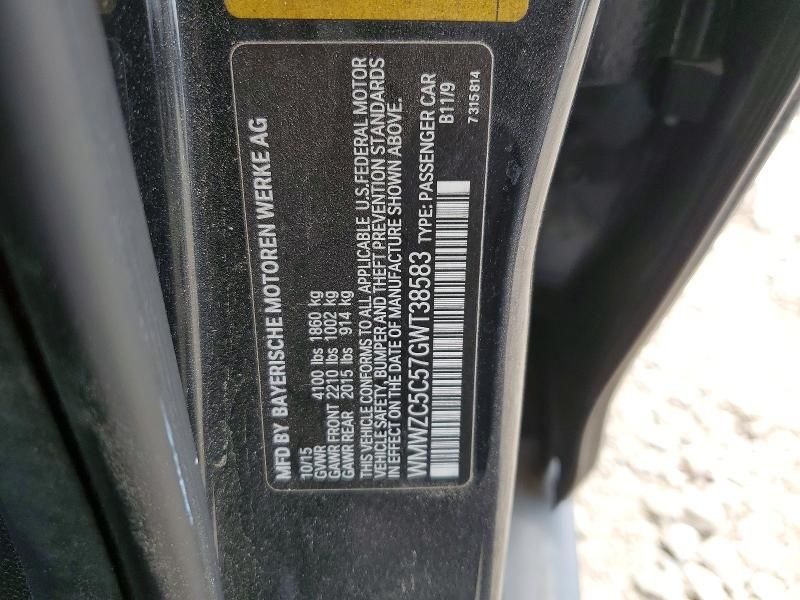 MFD BY BAYERISCHE MOTOREN WERKE AG
10/15
GVWR 4100 lbs 1860 kg
GAWR FRONT 2210 lbs 1002 kg
GAWR REAR 2015 lbs 914 kg
THIS VEHICLE CONFORMS TO ALL APPLICABLE U.S.FEDERAL MOTOR
VEHICLE SAFETY, BUMPER AND THEFT PREVENTION STANDARDS
IN EFFECT ON THE DATE OF MANUFACTURE SHOWN ABOVE.
WMWZC5C57GWT38583 TYPE: PASSENGER CAR
B11/9
7 315 814